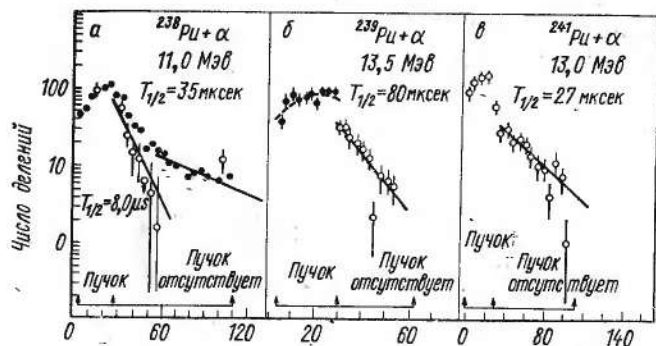 а
²³⁸Pu + α
11,0 Мэв
T₁/₂ = 35 мксек
T₁/₂ = 8,0 μs
Пучок
Пучок отсутствует
б
²³⁹Pu + α
13,5 Мэв
T₁/₂ = 80 мксек
Пучок
Пучок отсутствует
в
²⁴¹Pu + α
13,0 Мэв
T₁/₂ = 27 мксек
Пучок
Пучок отсутствует
Число делений
100
10
0
0 60 120
20 60
0 80 180